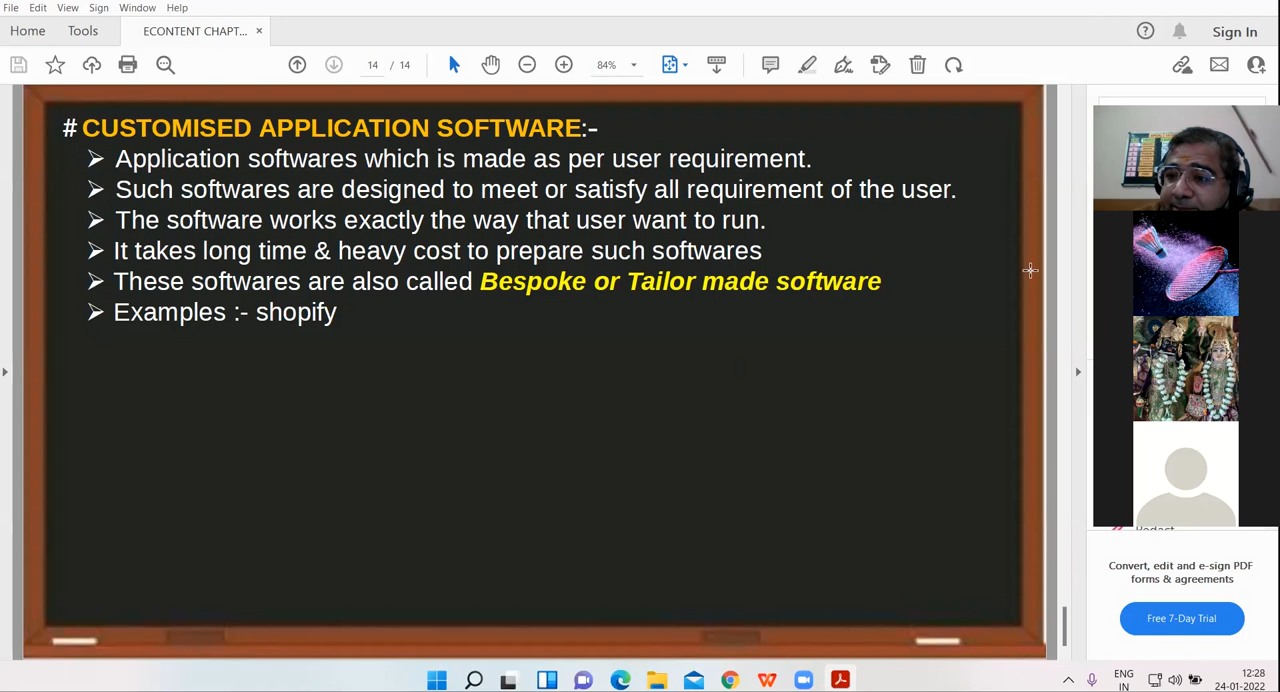 File Edit View Sign Window Help
Home Tools ECONTENT CHAPT... × Sign In
14 / 14 84%
# CUSTOMISED APPLICATION SOFTWARE:-
➢ Application softwares which is made as per user requirement.
➢ Such softwares are designed to meet or satisfy all requirement of the user.
➢ The software works exactly the way that user want to run.
➢ It takes long time & heavy cost to prepare such softwares
➢ These softwares are also called Bespoke or Tailor made software
➢ Examples :- shopify
Redact
Convert, edit and e-sign PDF
forms & agreements
Free 7-Day Trial
ENG
IN
12:28
24-01-2022